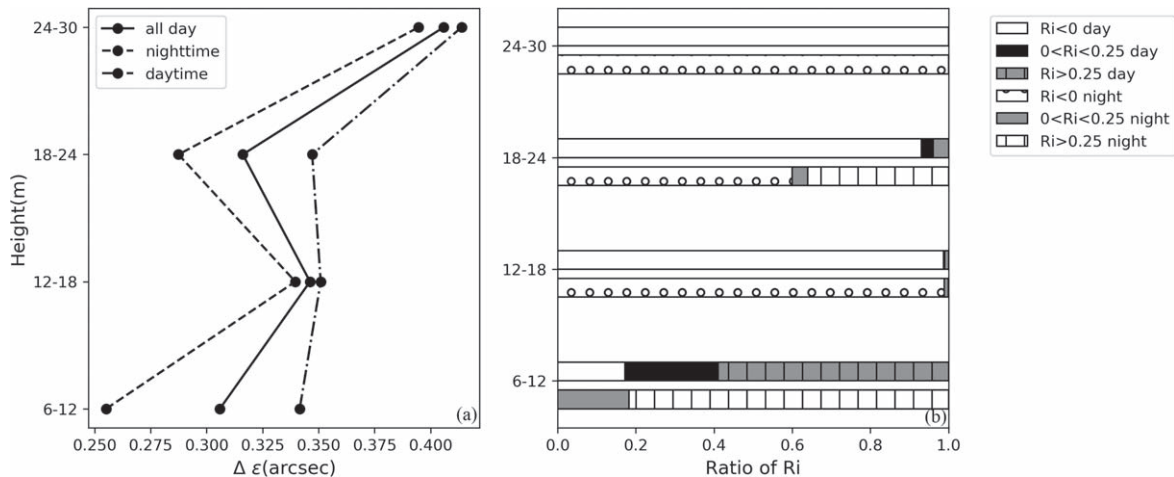 all day
nighttime
daytime
Height(m)
24-30
18-24
12-18
6-12
0.250 0.275 0.300 0.325 0.350 0.375 0.400
Δ ε(arcsec)
(a)
24-30
18-24
12-18
6-12
0.0 0.2 0.4 0.6 0.8 1.0
Ratio of Ri
(b)
Ri<0 day
0<Ri<0.25 day
Ri>0.25 day
Ri<0 night
0<Ri<0.25 night
Ri>0.25 night